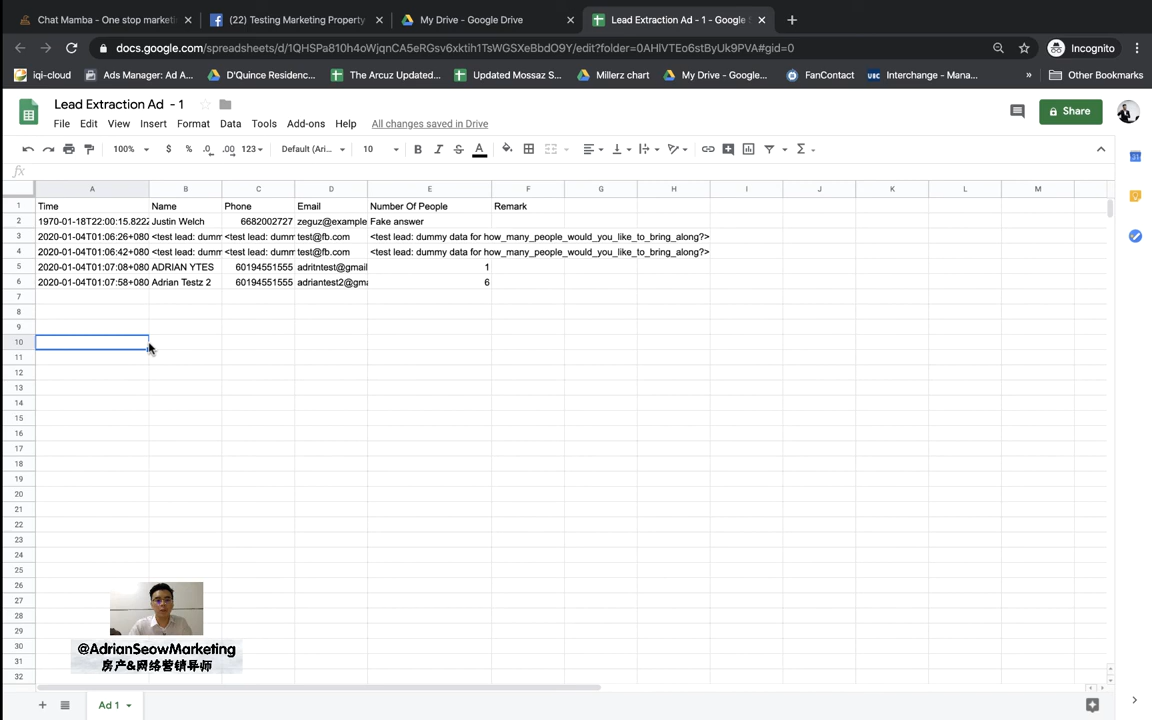 Chat Mamba - One stop marketi
(22) Testing Marketing Property
My Drive - Google Drive
Lead Extraction Ad - 1 - Google S
docs.google.com/spreadsheets/d/1QHSPa810h4oWjqnCA5eRGsv6xktih1TsWGSXeBbdO9Y/edit?folder=0AHlVTEo6stByUk9PVA#gid=0
Incognito
iqi-cloud
Ads Manager: Ad A...
D'Quince Residenc...
The Arcuz Updated...
Updated Mossaz S...
Millerz chart
My Drive - Google...
FanContact
UBC Interchange - Mana...
»
Other Bookmarks
Lead Extraction Ad - 1
Share
File Edit View Insert Format Data Tools Add-ons Help All changes saved in Drive
100% $ % .0 .00 123 Default (Ari... 10 B I S A Σ
fx
A B C D E F G H I J K L M
1 Time Name Phone Email Number Of People Remark
2 1970-01-18T22:00:15.822Z Justin Welch 6682002727 zeguz@example Fake answer
3 2020-01-04T01:06:26+080 <test lead: dumm <test lead: dumm test@fb.com <test lead: dummy data for how_many_people_would_you_like_to_bring_along?>
4 2020-01-04T01:06:42+080 <test lead: dumm <test lead: dumm test@fb.com <test lead: dummy data for how_many_people_would_you_like_to_bring_along?>
5 2020-01-04T01:07:08+080 ADRIAN YTES 60194551555 adritntest@gmail 1
6 2020-01-04T01:07:58+080 Adrian Testz 2 60194551555 adriantest2@gma 6
7
8
9
10
11
12
13
14
15
16
17
18
19
20
21
22
23
24
25
26
27
28
29
30
31
32
@AdrianSeowMarketing
房产&网络营销导师
Ad 1